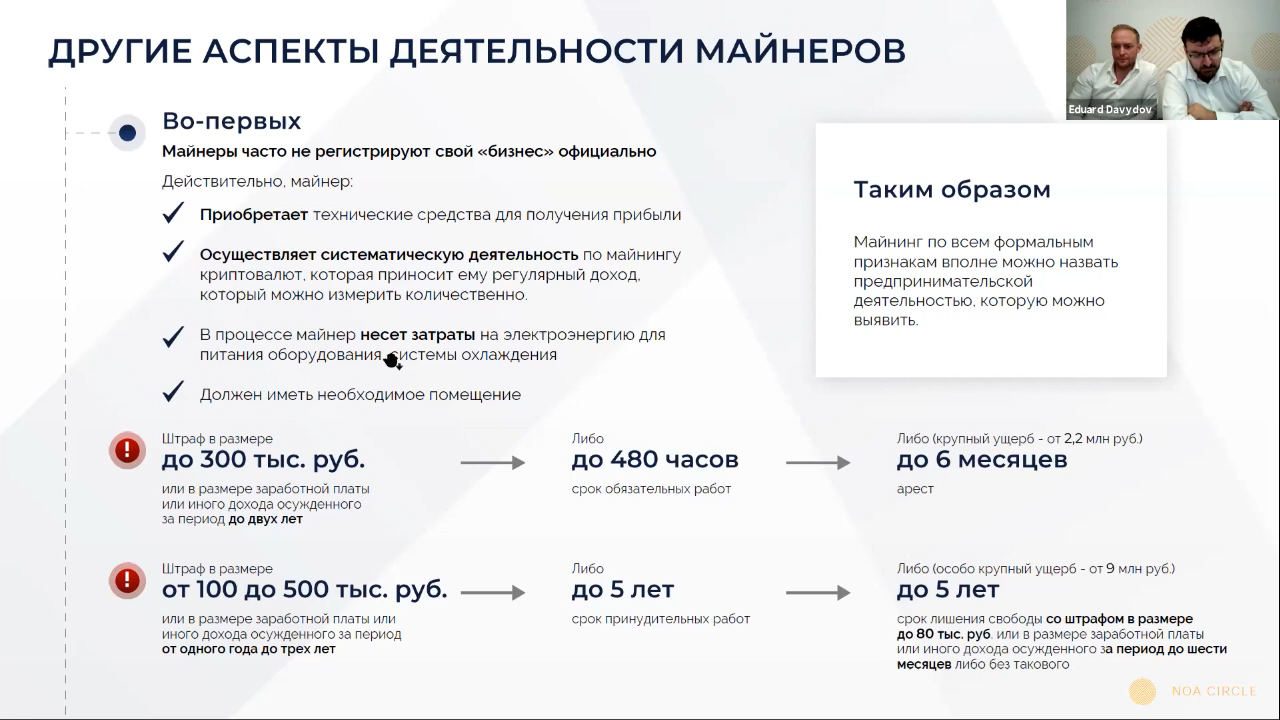 ДРУГИЕ АСПЕКТЫ ДЕЯТЕЛЬНОСТИ МАЙНЕРОВ
Eduard Davydov
Во-первых
Майнеры часто не регистрируют свой «бизнес» официально
Действительно, майнер:
Приобретает технические средства для получения прибыли
Осуществляет систематическую деятельность по майнингу
криптовалют, которая приносит ему регулярный доход,
который можно измерить количественно.
В процессе майнер несет затраты на электроэнергию для
питания оборудования, системы охлаждения
Должен иметь необходимое помещение
Таким образом
Майнинг по всем формальным
признакам вполне можно назвать
предпринимательской
деятельностью, которую можно
выявить.
Штраф в размере
до 300 тыс. руб.
или в размере заработной платы
или иного дохода осужденного
за период до двух лет
Либо
до 480 часов
срок обязательных работ
Либо (крупный ущерб - от 2,2 млн руб.)
до 6 месяцев
арест
Штраф в размере
от 100 до 500 тыс. руб.
или в размере заработной платы или
иного дохода осужденного за период
от одного года до трех лет
Либо
до 5 лет
срок принудительных работ
Либо (особо крупный ущерб - от 9 млн руб.)
до 5 лет
срок лишения свободы со штрафом в размере
до 80 тыс. руб. или в размере заработной платы
или иного дохода осужденного за период до шести
месяцев либо без такового
NOA CIRCLE